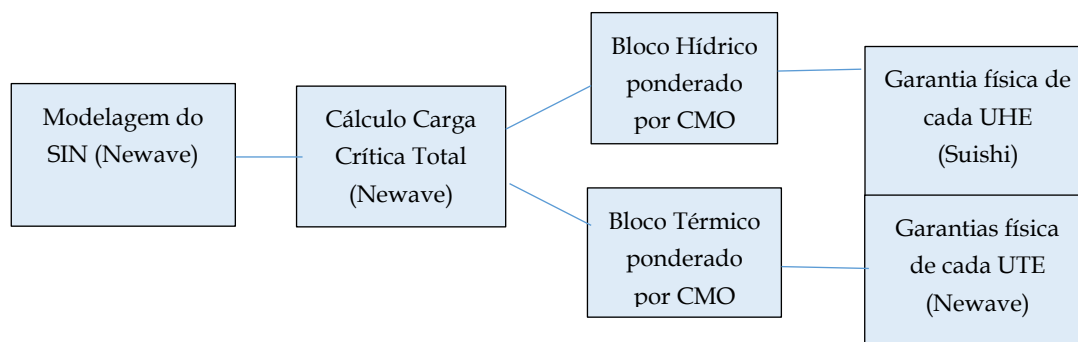 Modelagem do
SIN (Newave)
Cálculo Carga
Crítica Total
(Newave)
Bloco Hídrico
ponderado
por CMO
Bloco Térmico
ponderado
por CMO
Garantia física de
cada UHE
(Suishi)
Garantias física
de cada UTE
(Newave)